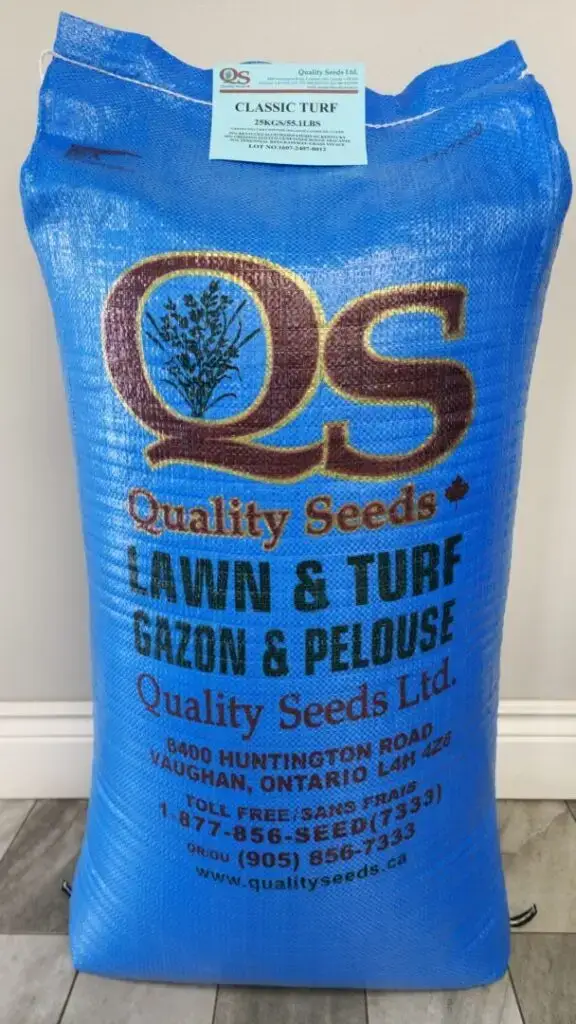 QS
Quality Seeds Ltd.
CLASSIC TURF
25KGS/55.1LBS
QS
Quality Seeds
LAWN & TURF
GAZON & PELOUSE
Quality Seeds Ltd.
8400 HUNTINGTON ROAD
VAUGHAN, ONTARIO L4H 4Z6
TOLL FREE/SANS FRAIS
1-877-856-SEED(7333)
OR/OU (905) 856-7333
www.qualityseeds.ca